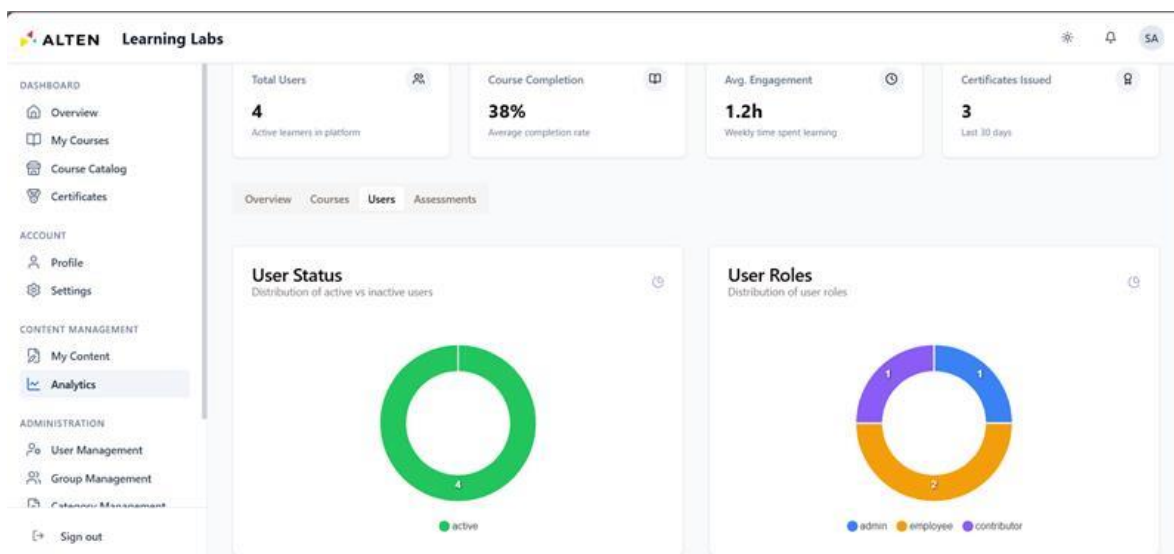 ALTEN Learning Labs
SA
DASHBOARD
Overview
My Courses
Course Catalog
Certificates
ACCOUNT
Profile
Settings
CONTENT MANAGEMENT
My Content
Analytics
ADMINISTRATION
User Management
Group Management
Category Management
Sign out
Total Users
4
Active learners in platform
Course Completion
38%
Average completion rate
Avg. Engagement
1.2h
Weekly time spent learning
Certificates Issued
3
Last 30 days
Overview Courses Users Assessments
User Status
Distribution of active vs inactive users
4
active
User Roles
Distribution of user roles
1 1
2
admin employee contributor